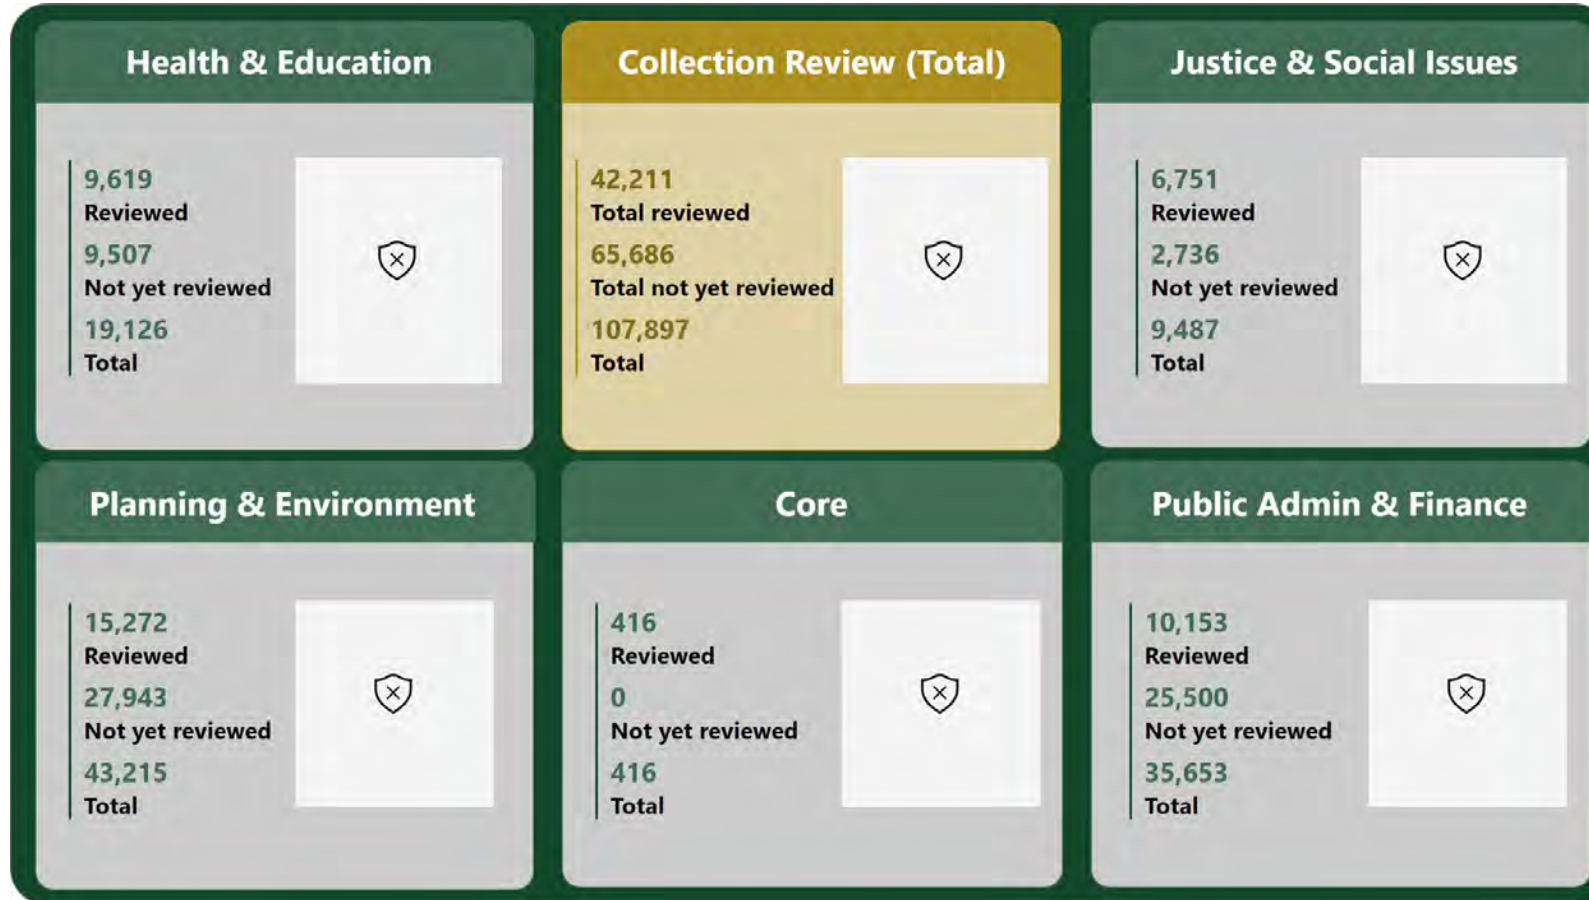 Health & Education
9,619
Reviewed
9,507
Not yet reviewed
19,126
Total
Collection Review (Total)
42,211
Total reviewed
65,686
Total not yet reviewed
107,897
Total
Justice & Social Issues
6,751
Reviewed
2,736
Not yet reviewed
9,487
Total
Planning & Environment
15,272
Reviewed
27,943
Not yet reviewed
43,215
Total
Core
416
Reviewed
0
Not yet reviewed
416
Total
Public Admin & Finance
10,153
Reviewed
25,500
Not yet reviewed
35,653
Total